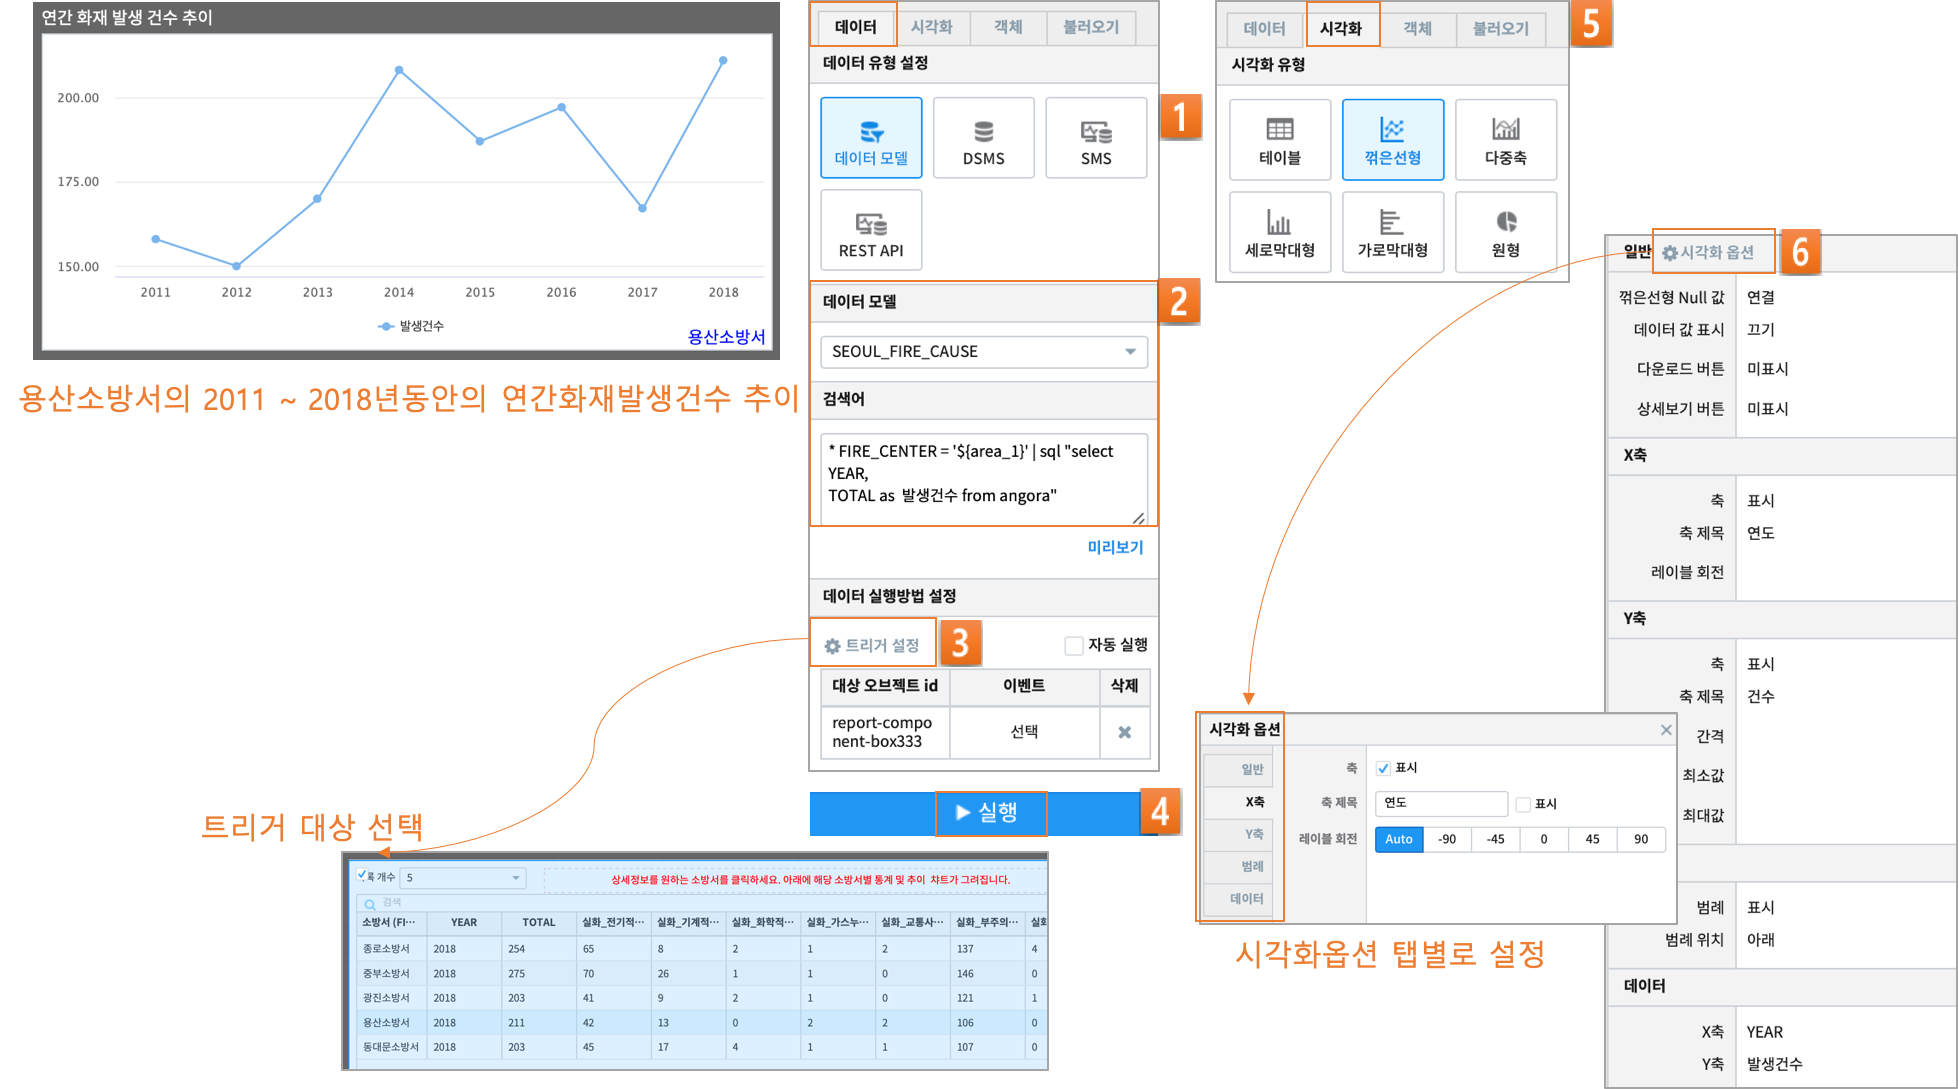 연간 화재 발생 건수 추이
200.00
175.00
150.00
2011 2012 2013 2014 2015 2016 2017 2018
발생건수
용산소방서
용산소방서의 2011 ~ 2018년동안의 연간화재발생건수 추이
데이터 시각화 객체 불러오기
데이터 유형 설정
데이터 모델 DSMS SMS
1
REST API
데이터 모델
2
SEOUL_FIRE_CAUSE
검색어
* FIRE_CENTER = '${area_1}' | sql "select
YEAR,
TOTAL as 발생건수 from angora"
미리보기
데이터 실행방법 설정
트리거 설정
3
자동 실행
대상 오브젝트 id 이벤트 삭제
report-compo
nent-box333
선택
실행
4
트리거 대상 선택
록 개수 5
상세정보를 원하는 소방서를 클릭하세요. 아래에 해당 소방서별 통계 및 추이 챠트가 그려집니다.
검색
소방서 (FI··· YEAR TOTAL 실화_전기적··· 실화_기계적··· 실화_화학적··· 실화_가스누··· 실화_교통사··· 실화_부주의··· 실화
종로소방서 2018 254 65 8 2 1 2 137 4
중부소방서 2018 275 70 26 1 1 0 146 0
광진소방서 2018 203 41 9 2 1 0 121 1
용산소방서 2018 211 42 13 0 2 2 106 0
동대문소방서 2018 203 45 17 4 1 1 107 0
데이터 시각화 객체 불러오기
5
시각화 유형
테이블 꺾은선형 다중축
세로막대형 가로막대형 원형
일반 시각화 옵션
6
꺾은선형 Null 값 연결
데이터 값 표시 끄기
다운로드 버튼 미표시
상세보기 버튼 미표시
X축
축 표시
축 제목 연도
레이블 회전
Y축
축 표시
축 제목 건수
간격
최소값
최대값
범례 표시
범례 위치 아래
데이터
X축 YEAR
Y축 발생건수
시각화 옵션
일반
X축
Y축
범례
데이터
축 표시
축 제목 연도 표시
레이블 회전 Auto -90 -45 0 45 90
시각화옵션 탭별로 설정